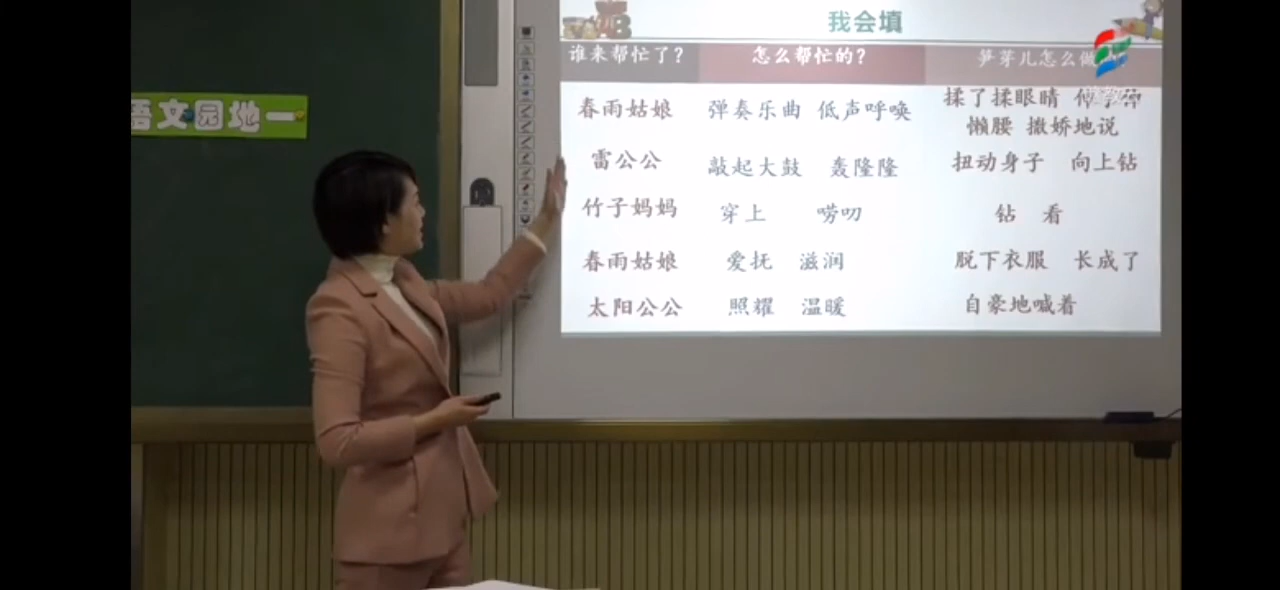 语文园地一
我会填
谁来帮忙了？ 怎么帮忙的？ 笋芽儿怎么做
春雨姑娘 弹奏乐曲 低声呼唤 揉了揉眼睛 伸了伸
懒腰 撒娇地说
雷公公 敲起大鼓 轰隆隆 扭动身子 向上钻
竹子妈妈 穿上 唠叨 钻 看
春雨姑娘 爱抚 滋润 脱下衣服 长成了
太阳公公 照耀 温暖 自豪地喊着